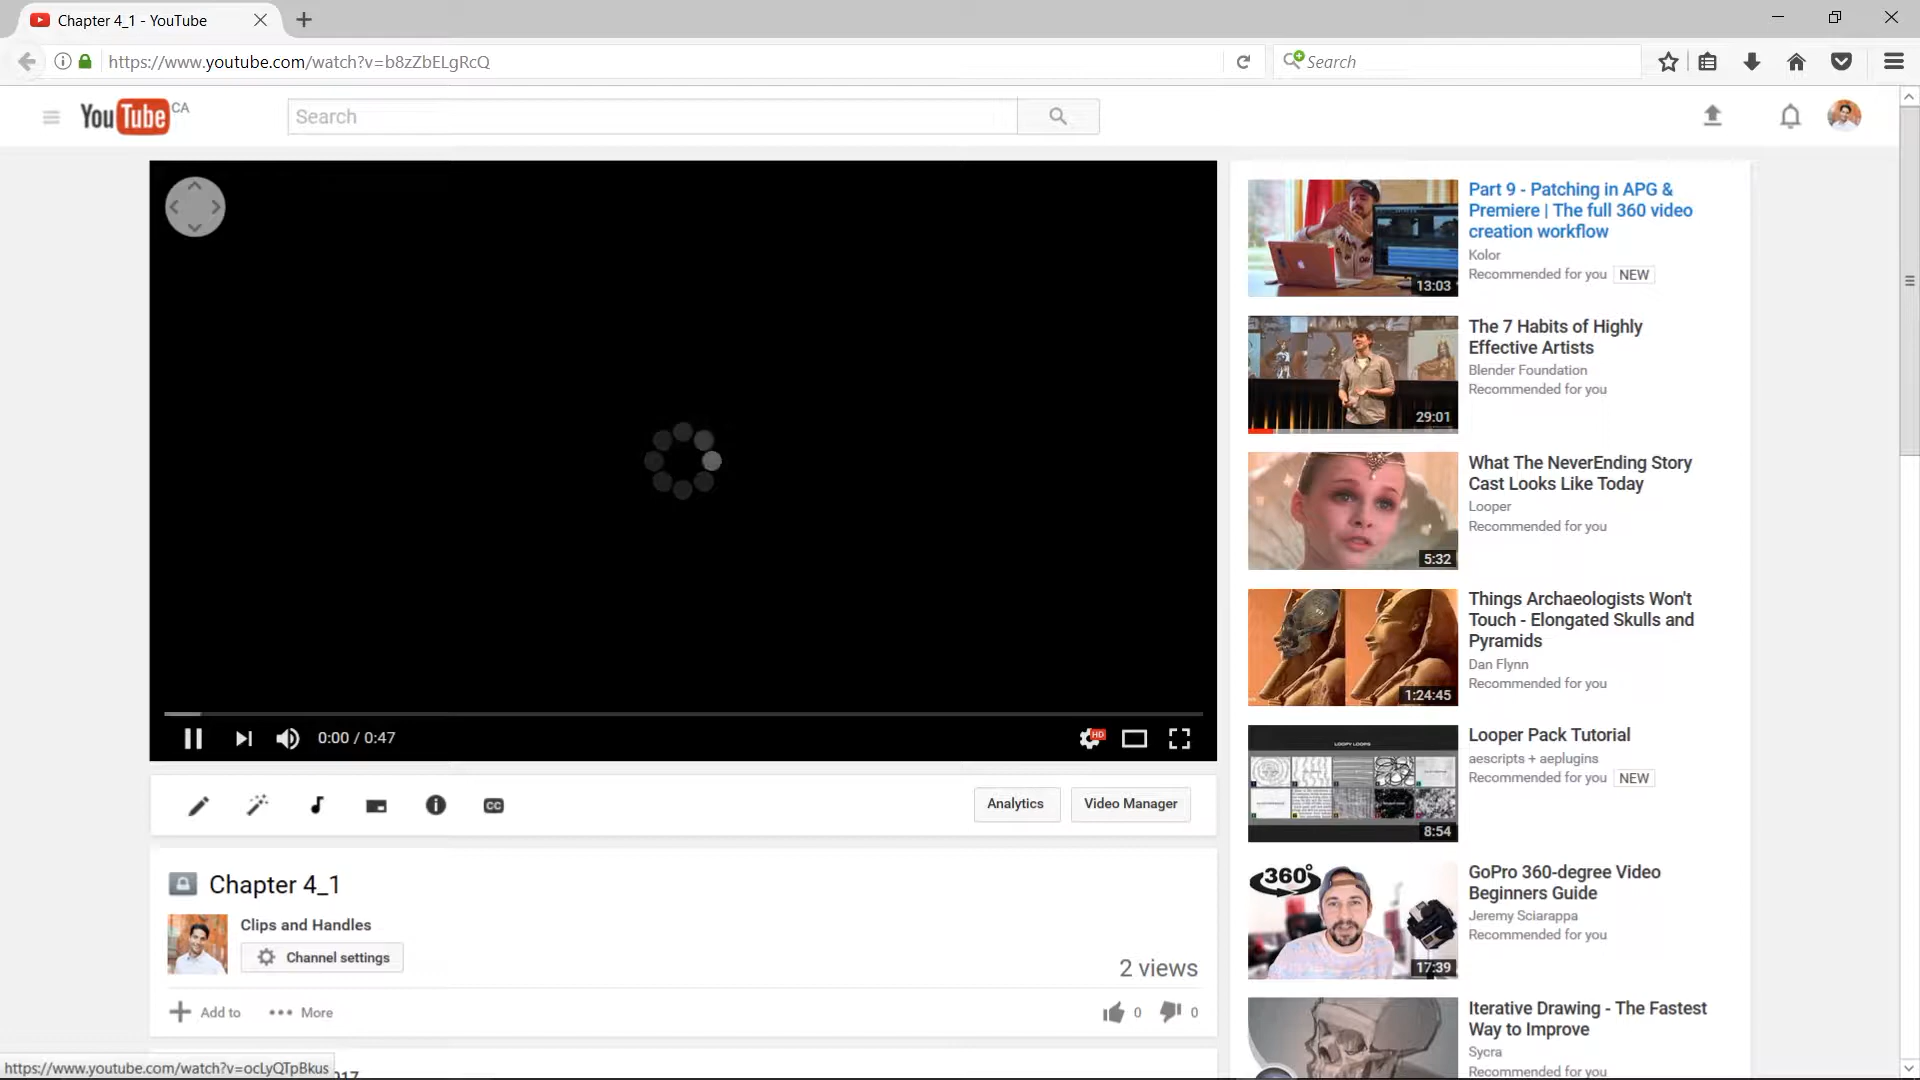 Chapter 4_1 - YouTube
https://www.youtube.com/watch?v=b8zZbELgRcQ
Search
YouTube CA
Search
0:00 / 0:47
HD
CC
Analytics
Video Manager
Chapter 4_1
Clips and Handles
Channel settings
2 views
Add to
More
0
0
https://www.youtube.com/watch?v=ocLyQTpBkus
13:03
Part 9 - Patching in APG &
Premiere | The full 360 video
creation workflow
Kolor
Recommended for you NEW
29:01
The 7 Habits of Highly
Effective Artists
Blender Foundation
Recommended for you
5:32
What The NeverEnding Story
Cast Looks Like Today
Looper
Recommended for you
1:24:45
Things Archaeologists Won't
Touch - Elongated Skulls and
Pyramids
Dan Flynn
Recommended for you
LOOPY LOOPS
8:54
Looper Pack Tutorial
aescripts + aeplugins
Recommended for you NEW
360°
17:39
GoPro 360-degree Video
Beginners Guide
Jeremy Sciarappa
Recommended for you
Iterative Drawing - The Fastest
Way to Improve
Sycra
Recommended for you